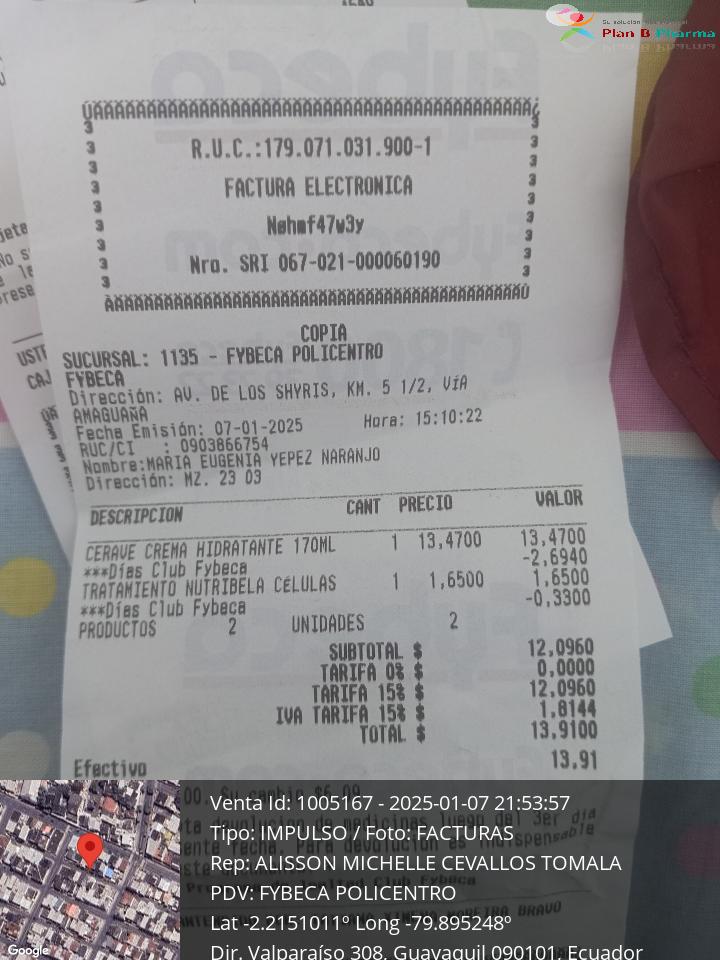 Su solución
Plan B Pharma
R.U.C.:179.071.031.900-1
FACTURA ELECTRONICA
Nøhmf47w3y
Nro. SRI 067-021-000060190
COPIA
SUCURSAL: 1135 - FYBECA POLICENTRO
FYBECA
Dirección: AV. DE LOS SHYRIS, KM. 5 1/2, VíA
AMAGUAÑA
Fecha Emisión: 07-01-2025 Hora: 15:10:22
RUC/CI : 0903866754
Nombre:MARIA EUGENIA YEPEZ NARANJO
Dirección: MZ. 23 03
DESCRIPCION CANT PRECIO VALOR
CERAVE CREMA HIDRATANTE 170ML 1 13,4700 13,4700
***Días Club Fybeca -2,6940
TRATAMIENTO NUTRIBELA CéLULAS 1 1,6500 1,6500
***Días Club Fybeca -0,3300
PRODUCTOS 2 UNIDADES 2
SUBTOTAL $ 12,0960
TARIFA 0% $ 0,0000
TARIFA 15% $ 12,0960
IVA TARIFA 15% $ 1,8144
TOTAL $ 13,9100
Efectivo 13,91
Venta Id: 1005167 - 2025-01-07 21:53:57
Tipo: IMPULSO / Foto: FACTURAS
Rep: ALISSON MICHELLE CEVALLOS TOMALA
PDV: FYBECA POLICENTRO
Lat -2.2151011º Long -79.895248º
Dir. Valparaíso 308, Guayaquil 090101, Ecuador
Google